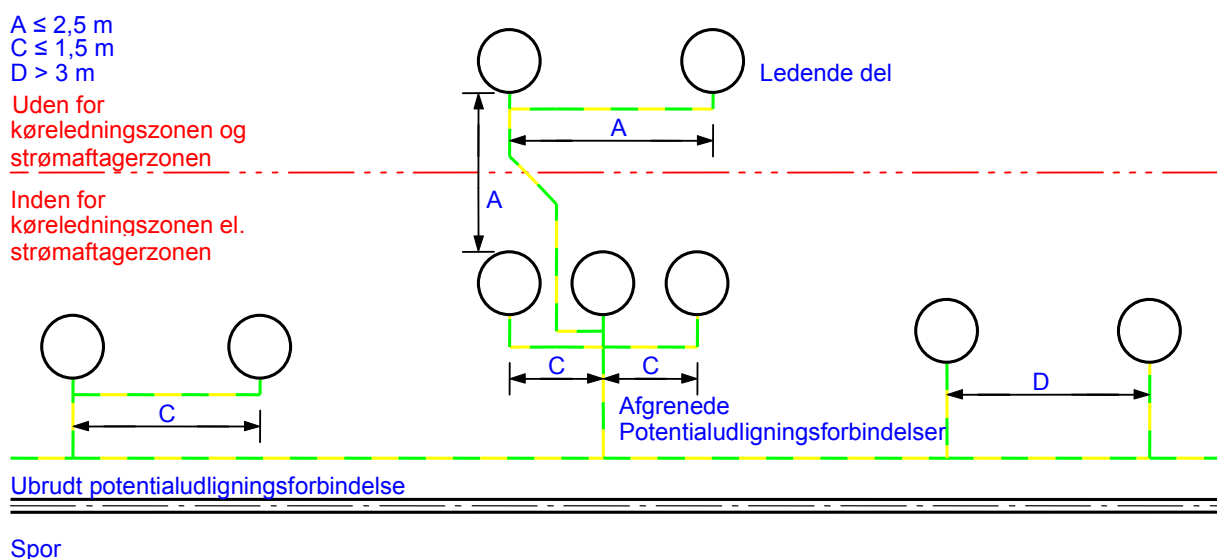 A ≤ 2,5 m
C ≤ 1,5 m
D > 3 m
Ledende del
Uden for
køreledningszonen og
strømaftagerzonen
A
A
Inden for
køreledningszonen el.
strømaftagerzonen
C
C
C
D
Afgrenede
Potentialudligningsforbindelser
Ubrudt potentialudligningsforbindelse
Spor